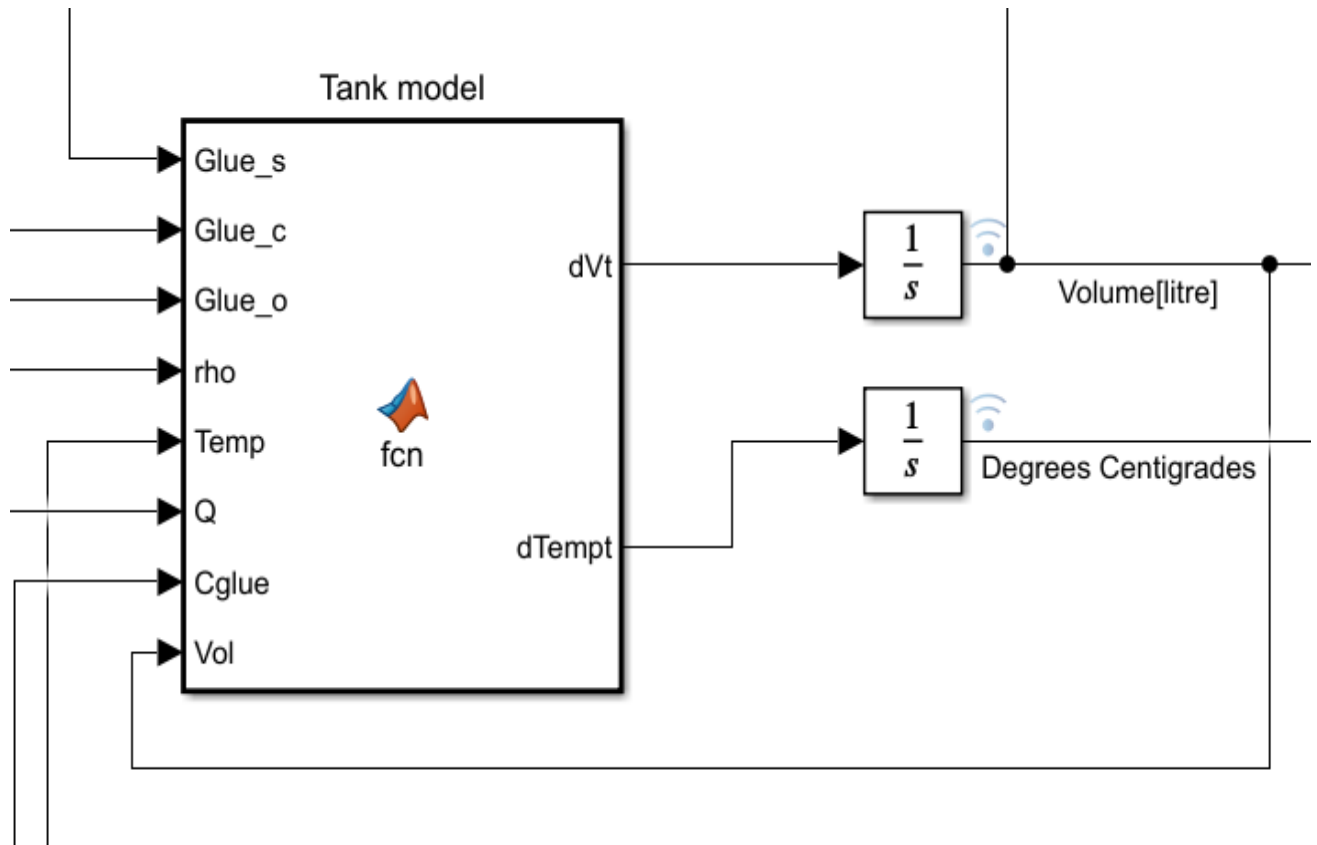 Tank model
Glue_s
Glue_c
Glue_o
rho
Temp
Q
Cglue
Vol
fcn
dVt
dTempt
1
s
Volume[litre]
1
s
Degrees Centigrades